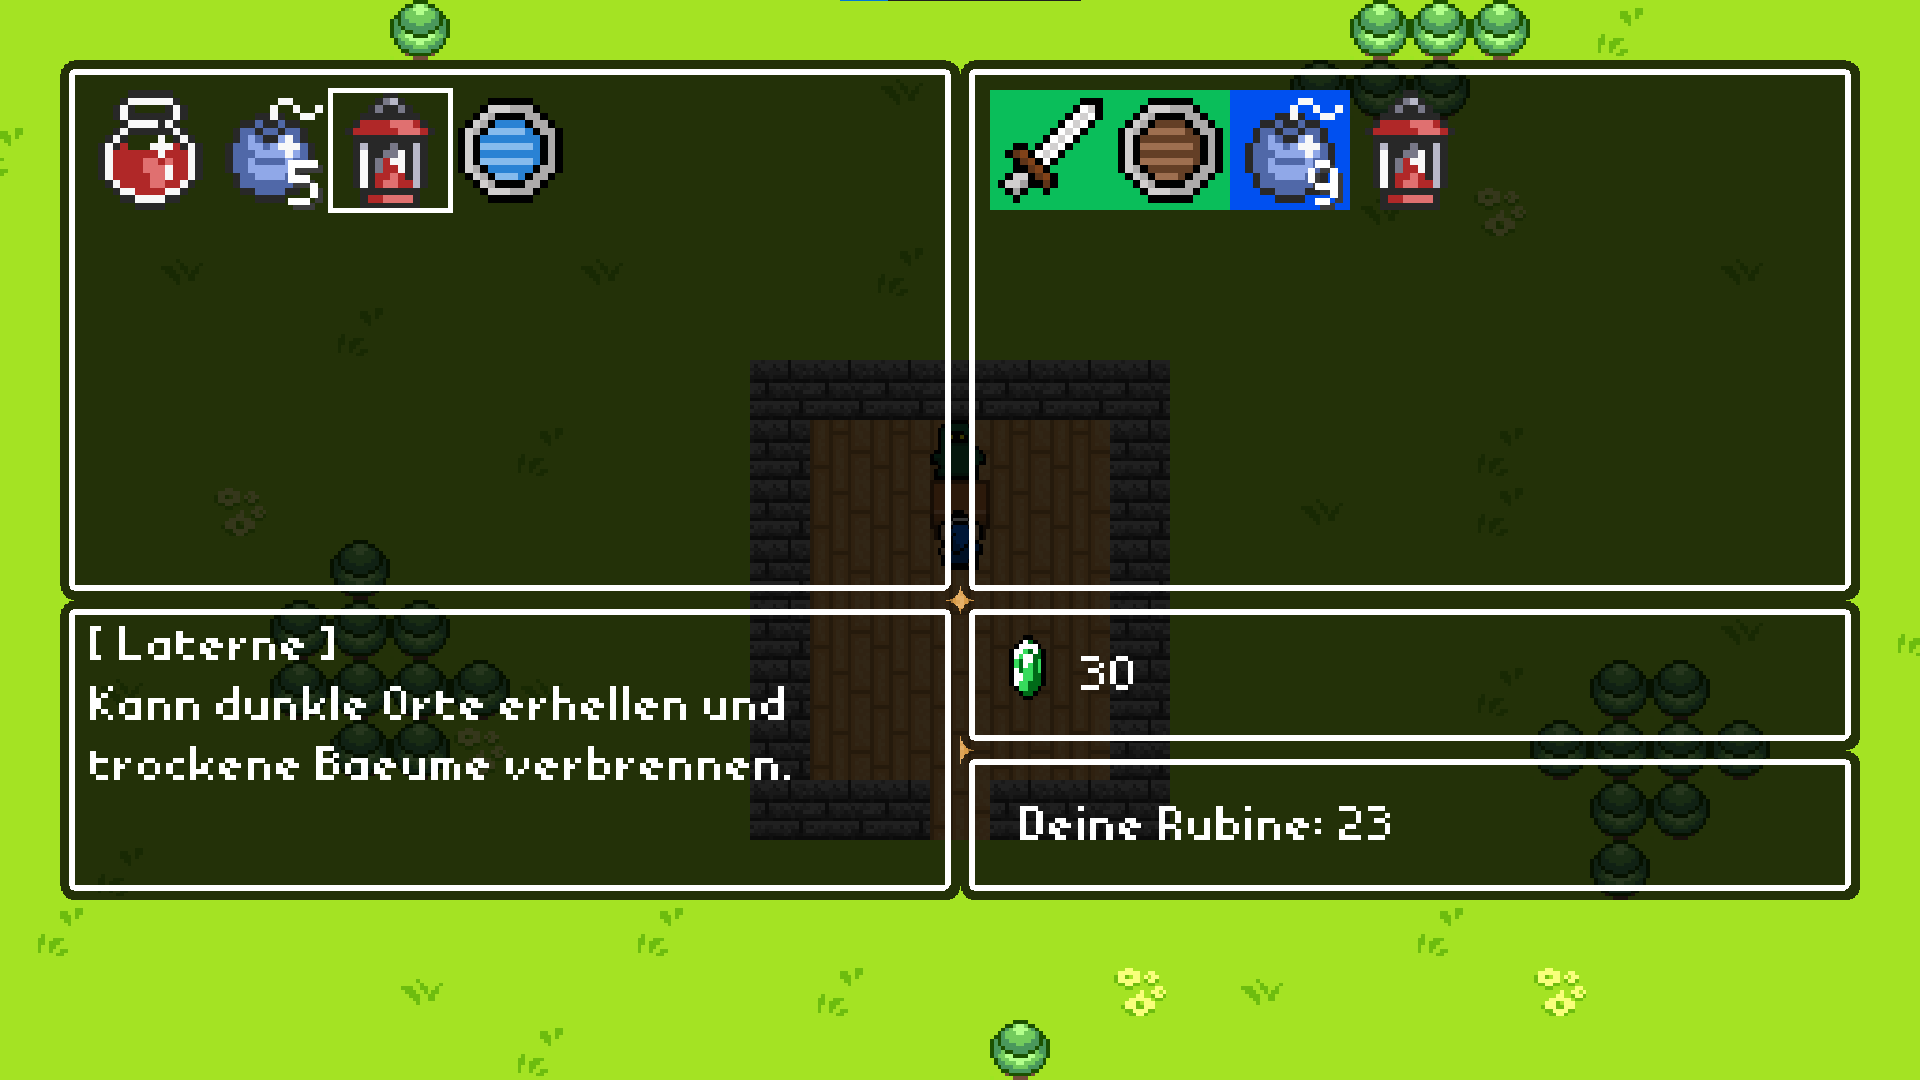 5
9
[ Laterne ]
Kann dunkle Orte erhellen und
trockene Baeume verbrennen.
30
Deine Rubine: 23